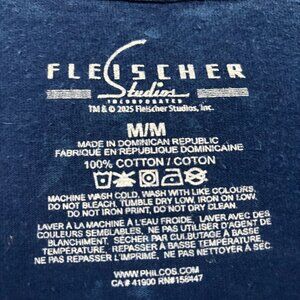 FLEISCHER
Studios
INCORPORATED
TM & © 2025 Fleischer Studios, Inc.
M/M
MADE IN DOMINICAN REPUBLIC
FABRIQUÉ EN RÉPUBLIQUE DOMINICAINE
100% COTTON / COTON
MACHINE WASH COLD, WASH WITH LIKE COLOURS,
DO NOT BLEACH, TUMBLE DRY LOW, IRON ON LOW,
DO NOT IRON PRINT, DO NOT DRY CLEAN.
LAVER À LA MACHINE À L'EAU FROIDE, LAVER AVEC DES
COULEURS SEMBLABLES, NE PAS UTILISER D'AGENT DE
BLANCHIMENT, SÉCHER PAR CULBUTAGE À BASSE
TEMPÉRATURE, REPASSER À BASSE TEMPÉRATURE,
NE PAS REPASSER L'IMPRIMÉ, NE PAS NETTOYER À SEC.
WWW.PHILCOS.COM
CA# 41900 RN#158447